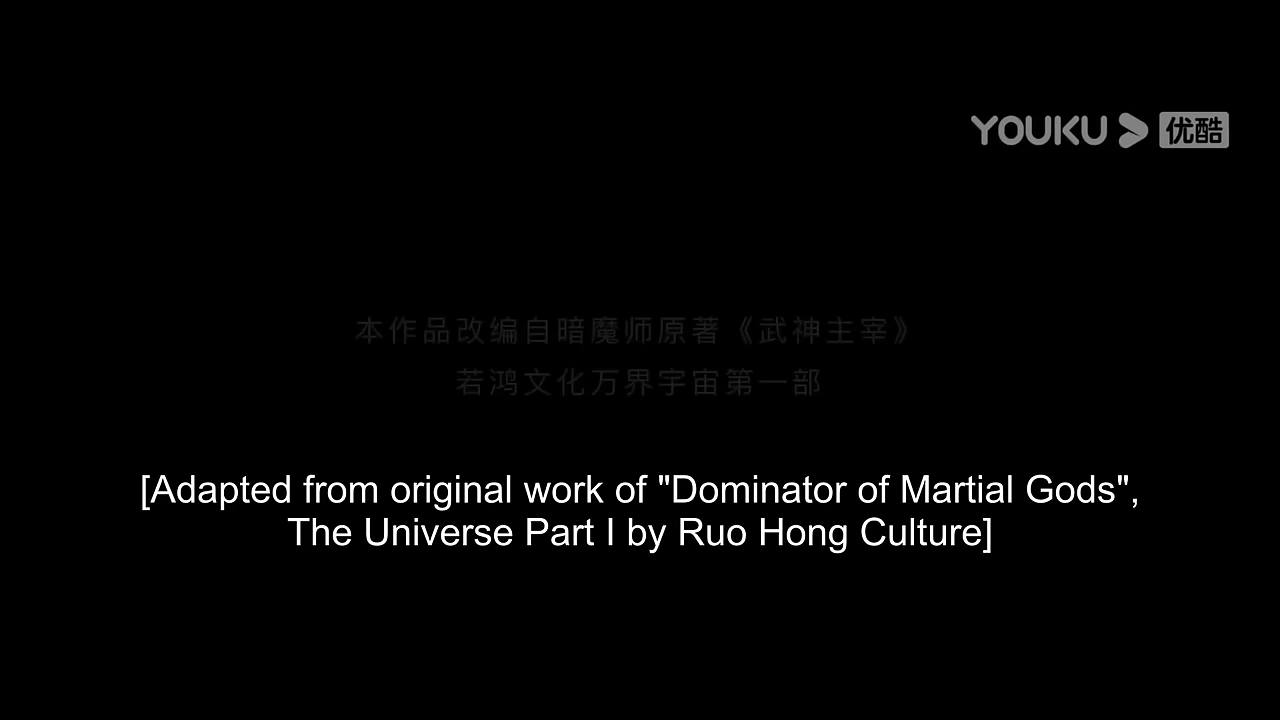 YOUKU 优酷
本作品改编自暗魔师原著《武神主宰》
若鸿文化万界宇宙第一部
[Adapted from original work of "Dominator of Martial Gods",
The Universe Part I by Ruo Hong Culture]